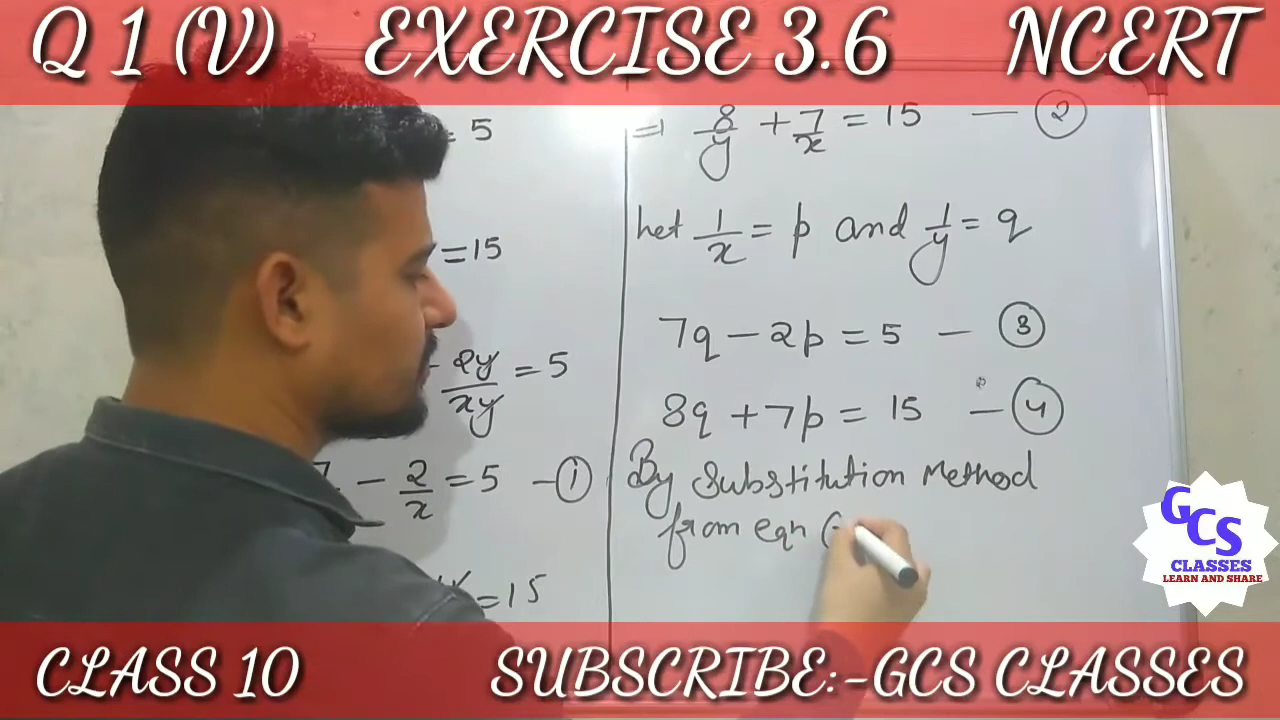 Q 1 (V) EXERCISE 3.6 NCERT
= 5
=15
2y/xy = 5
- 2/x = 5 - ①
=15
⇒ 8/y + 7/x = 15 — ②
Let 1/x = p and 1/y = q
7q - 2p = 5 — ③
8q + 7p = 15 — ④
By Substitution Method
from eqn (
GCS
CLASSES
LEARN AND SHARE
CLASS 10 SUBSCRIBE:-GCS CLASSES